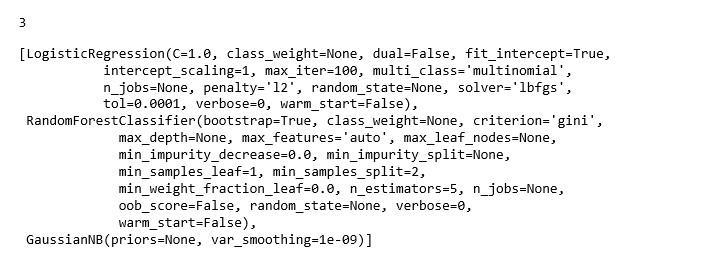 3
[LogisticRegression(C=1.0, class_weight=None, dual=False, fit_intercept=True,
intercept_scaling=1, max_iter=100, multi_class='multinomial',
n_jobs=None, penalty='l2', random_state=None, solver='lbfgs',
tol=0.0001, verbose=0, warm_start=False),
RandomForestClassifier(bootstrap=True, class_weight=None, criterion='gini',
max_depth=None, max_features='auto', max_leaf_nodes=None,
min_impurity_decrease=0.0, min_impurity_split=None,
min_samples_leaf=1, min_samples_split=2,
min_weight_fraction_leaf=0.0, n_estimators=5, n_jobs=None,
oob_score=False, random_state=None, verbose=0,
warm_start=False),
GaussianNB(priors=None, var_smoothing=1e-09)]